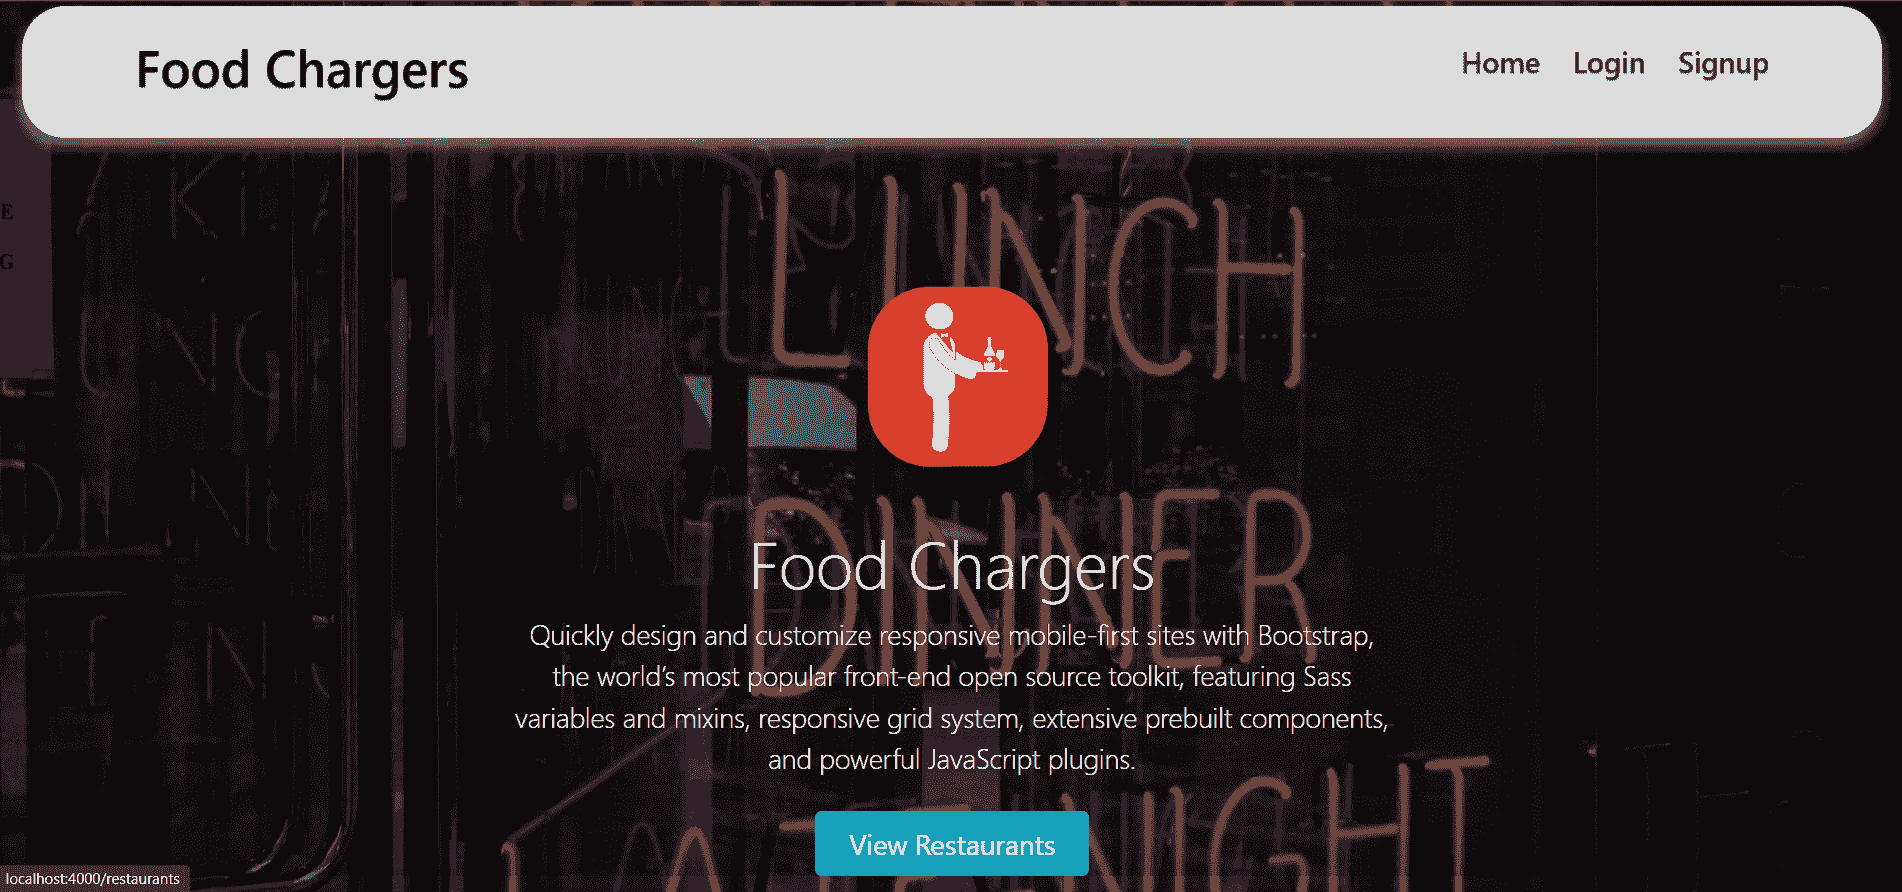 Food Chargers
Home Login Signup
E
G
LUNCH
DINNER
Food Chargers
Quickly design and customize responsive mobile-first sites with Bootstrap,
the world’s most popular front-end open source toolkit, featuring Sass
variables and mixins, responsive grid system, extensive prebuilt components,
and powerful JavaScript plugins.
LATE NIGHT
View Restaurants
localhost:4000/restaurants